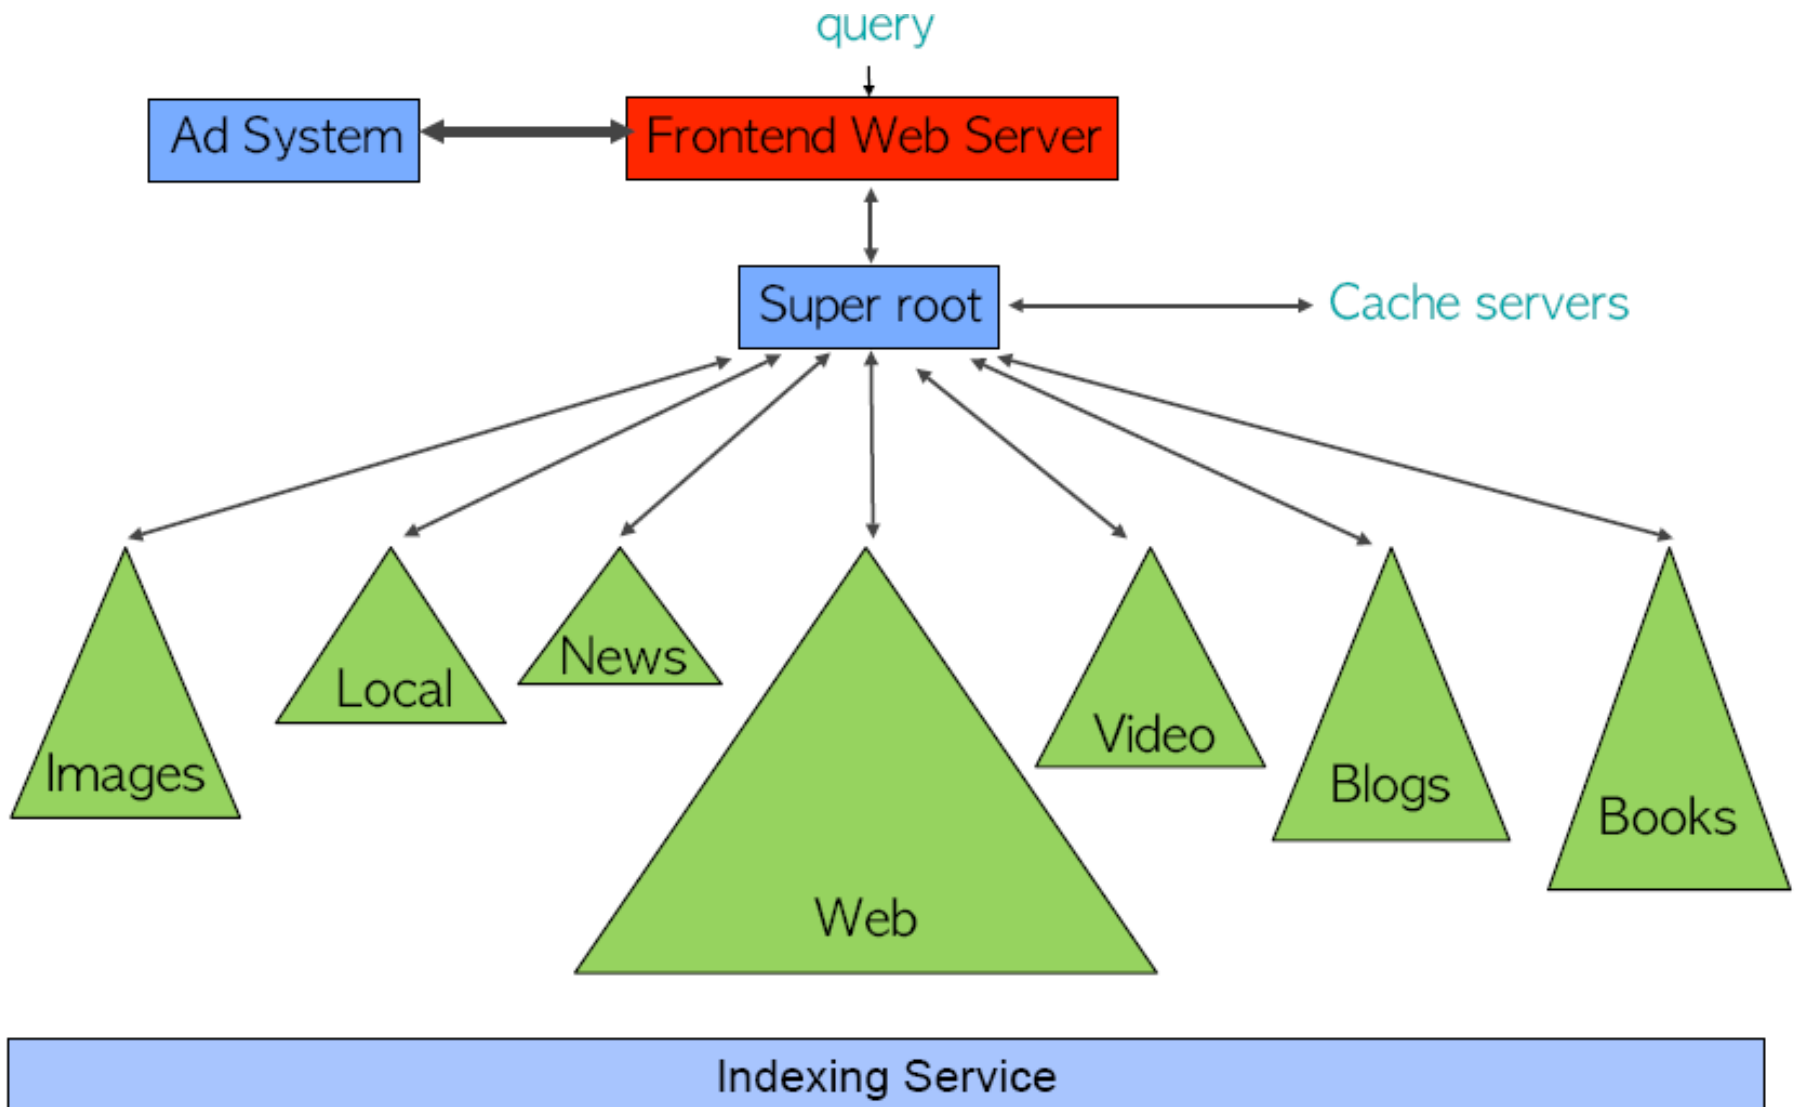 query
Ad System
Frontend Web Server
Super root
Cache servers
Images
Local
News
Web
Video
Blogs
Books
Indexing Service